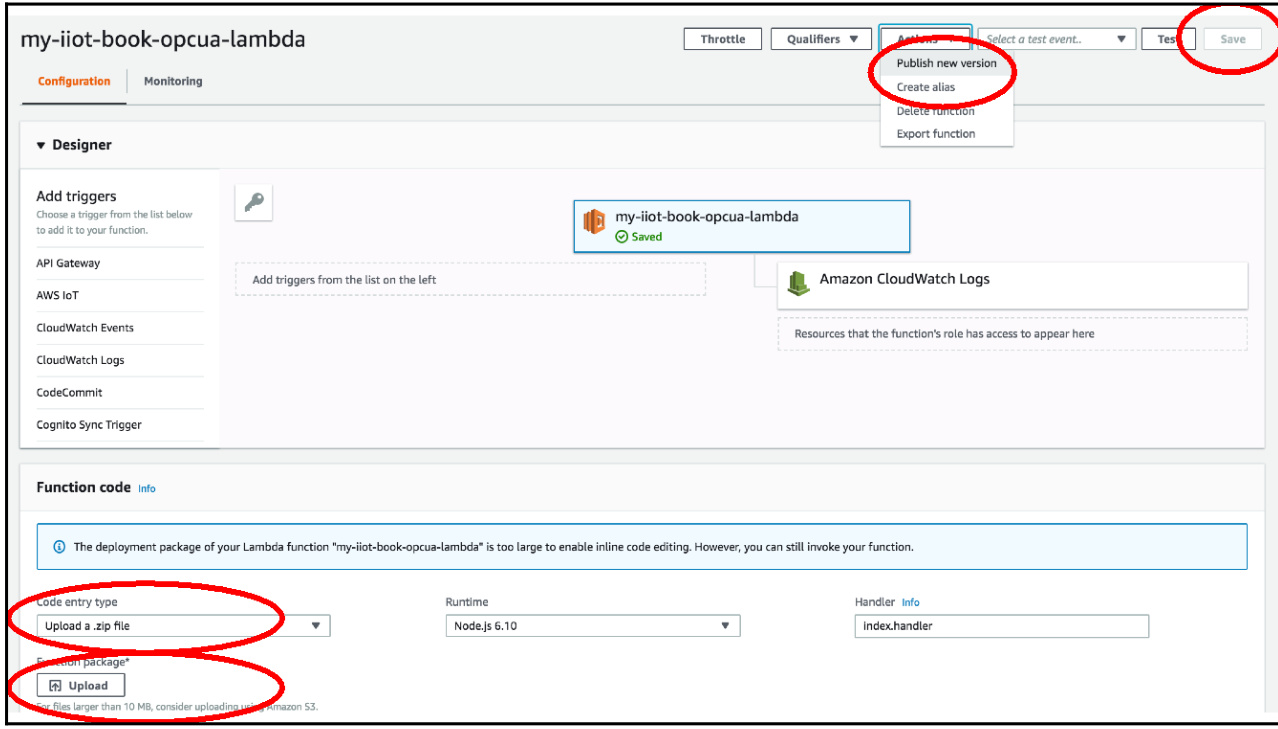 my-iiot-book-opcua-lambda
Throttle
Qualifiers
Actions
Select a test event..
Test
Save
Publish new version
Create alias
Delete function
Export function
Configuration
Monitoring
Designer
Add triggers
Choose a trigger from the list below
to add it to your function.
API Gateway
AWS IoT
CloudWatch Events
CloudWatch Logs
CodeCommit
Cognito Sync Trigger
my-iiot-book-opcua-lambda
Saved
Add triggers from the list on the left
Amazon CloudWatch Logs
Resources that the function's role has access to appear here
Function code Info
The deployment package of your Lambda function "my-iiot-book-opcua-lambda" is too large to enable inline code editing. However, you can still invoke your function.
Code entry type
Upload a .zip file
Runtime
Node.js 6.10
Handler Info
index.handler
Function package*
Upload
For files larger than 10 MB, consider uploading using Amazon S3.